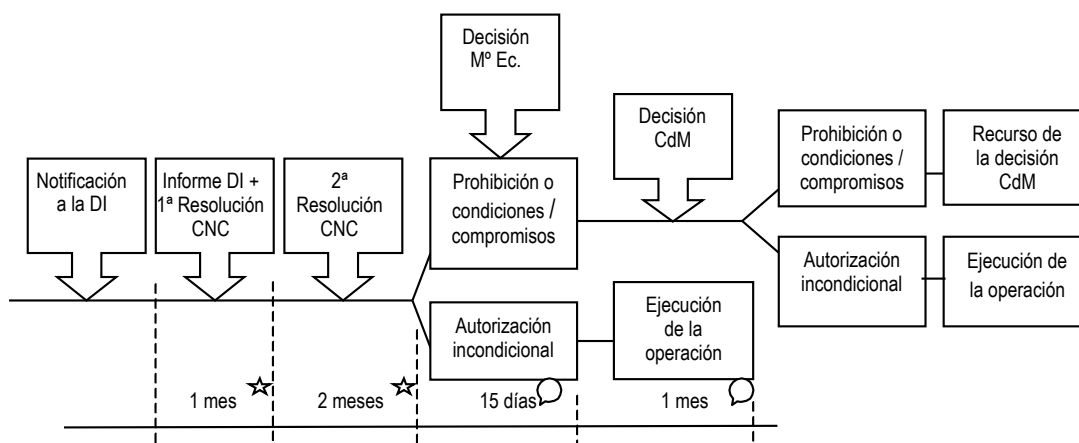 Decisión
Mº Ec.
Decisión
CdM
Prohibición o
condiciones /
compromisos
Recurso de
la decisión
CdM
Notificación
a la DI
Informe DI +
1ª Resolución
CNC
2ª
Resolución
CNC
Prohibición o
condiciones /
compromisos
Autorización
incondicional
Ejecución de
la operación
Autorización
incondicional
Ejecución
de la
operación
1 mes
2 meses
15 días
1 mes